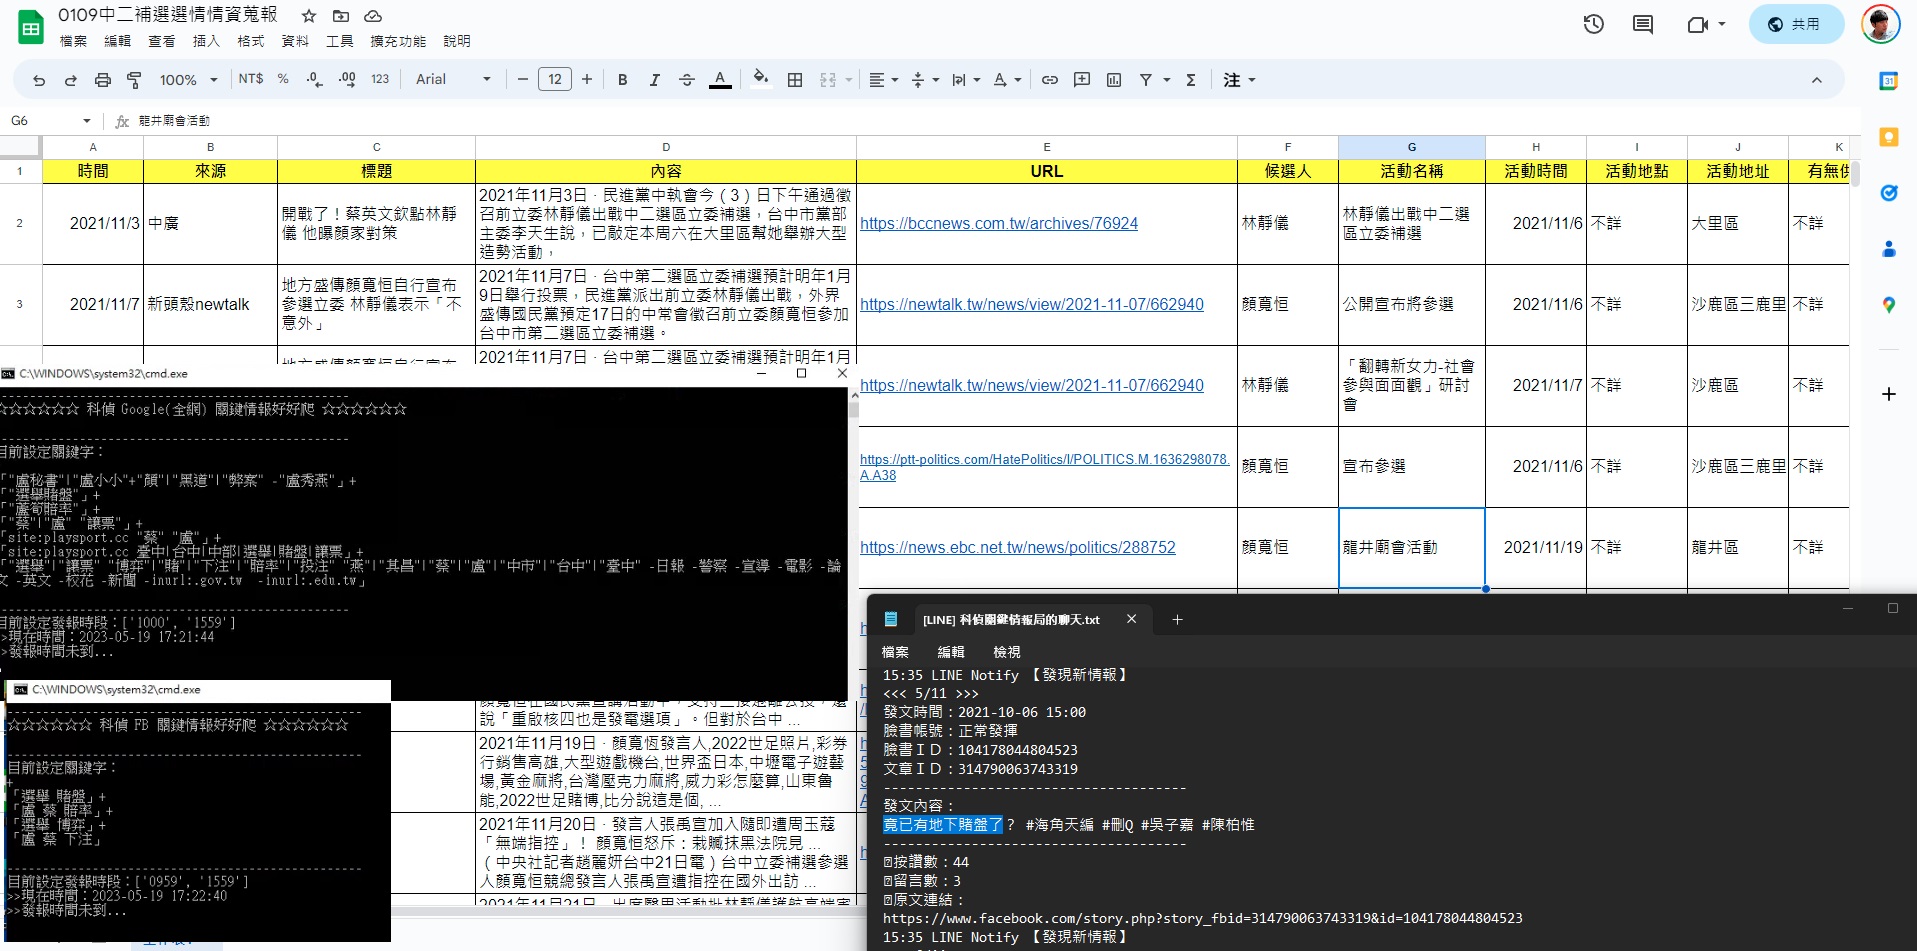 0109中二補選選情情資蒐報
檔案 編輯 查看 插入 格式 資料 工具 擴充功能 說明
共用
100% NT$ % .0 .00 123 Arial 12 B I A 注
G6 fx 龍井廟會活動
A B C D E F G H I J K
1 時間 來源 標題 內容 URL 候選人 活動名稱 活動時間 活動地點 活動地址
2 2021/11/3 中廣
開戰了！蔡英文欽點林靜
儀 他曝顏家對策
2021年11月3日 · 民進黨中執會今（3）日下午通過徵
召前立委林靜儀出戰中二選區立委補選，台中市黨部
主委李天生說，已敲定本周六在大里區幫她舉辦大型
造勢活動，
https://bccnews.com.tw/archives/76924
林靜儀
林靜儀出戰中二選
區立委補選
2021/11/6 不詳 大里區 不詳
3 2021/11/7 新頭殼newtalk
地方盛傳顏寬恒自行宣布
參選立委 林靜儀表示「不
意外」
2021年11月7日 · 台中第二選區立委補選預計明年1月
9日舉行投票，民進黨派出前立委林靜儀出戰，外界
盛傳國民黨預定17日的中常會徵召前立委顏寬恒參加
台中市第二選區立委補選。
https://newtalk.tw/news/view/2021-11-07/662940
顏寬恒 公開宣布將參選 2021/11/6 不詳 沙鹿區三鹿里 不詳
地方盛傳顏寬恒自行宣布
2021年11月7日 · 台中第二選區立委補選預計明年1月
https://newtalk.tw/news/view/2021-11-07/662940
林靜儀
「翻轉新女力-社會
參與面面觀」研討
會
2021/11/7 不詳 沙鹿區 不詳
https://ptt-politics.com/HatePolitics/I/POLITICS.M.1636298078.
A.A38
顏寬恒 宣布參選 2021/11/6 不詳 沙鹿區三鹿里 不詳
https://news.ebc.net.tw/news/politics/288752
顏寬恒 龍井廟會活動 2021/11/19 不詳 龍井區 不詳
C:\WINDOWS\system32\cmd.exe
☆☆☆☆☆☆ 科偵 Google(全網) 關鍵情報好好爬 ☆☆☆☆☆☆
目前設定關鍵字：
「"盧秘書"|"盧小小"+"顏"|"黑道"|"弊案" -"盧秀燕"」+
「"選舉賭盤"」+
「"蘆筍賠率"」+
「"蔡"|"盧" "讓票"」+
「site:playsport.cc "蔡" "盧"」+
「site:playsport.cc 臺中|台中|中部|選舉|賭盤|讓票」+
「"選舉"|"讓票" "博弈"|"賭"|"下注"|"賠率"|"投注" "燕"|"其昌"|"蔡"|"盧"|"中市"|"台中"|"臺中" -日報 -警察 -宣導 -電影 -論
文 -英文 -校花 -新聞 -inurl:.gov.tw  -inurl:.edu.tw」
目前設定發報時段：['1000', '1559']
>>現在時間：2023-05-19 17:21:44
>發報時間未到...
C:\WINDOWS\system32\cmd.exe
☆☆☆☆☆☆ 科偵 FB 關鍵情報好好爬 ☆☆☆☆☆☆
目前設定關鍵字：
+
「選舉 賭盤」+
「盧 蔡 賠率」+
「選舉 博弈」+
「盧 蔡 下注」
目前設定發報時段：['0959', '1559']
>>現在時間：2023-05-19 17:22:40
>>發報時間未到...
說「重啟核四也是發電選項」。但對於台中 ...
2021年11月19日 · 顏寬恆發言人,2022世足照片,彩券
行銷售高雄,大型遊戲機台,世界盃日本,中壢電子遊藝
場,黃金麻將,台灣壓克力麻將,威力彩怎麼算,山東魯
能,2022世足賭博,比分說這是個, ...
2021年11月20日 · 發言人張禹宣加入隨即遭周玉蔻
「無端指控」！ 顏寬恒怒斥：栽贓抹黑法院見 ...
（中央社記者趙麗妍台中21日電）台中立委補選參選
人顏寬恒競總發言人張禹宣遭指控在國外出訪 ...
[LINE] 科偵關鍵情報局的聊天.txt
檔案 編輯 檢視
15:35 LINE Notify 【發現新情報】
<<< 5/11 >>>
發文時間：2021-10-06 15:00
臉書帳號：正常發揮
臉書ＩＤ：104178044804523
文章ＩＤ：314790063743319
--------------------------------------
發文內容：
竟已有地下賭盤了？ #海角天編 #刪Q #吳子嘉 #陳柏惟
--------------------------------------
按讚數：44
留言數：3
原文連結：
https://www.facebook.com/story.php?story_fbid=314790063743319&id=104178044804523
15:35 LINE Notify 【發現新情報】